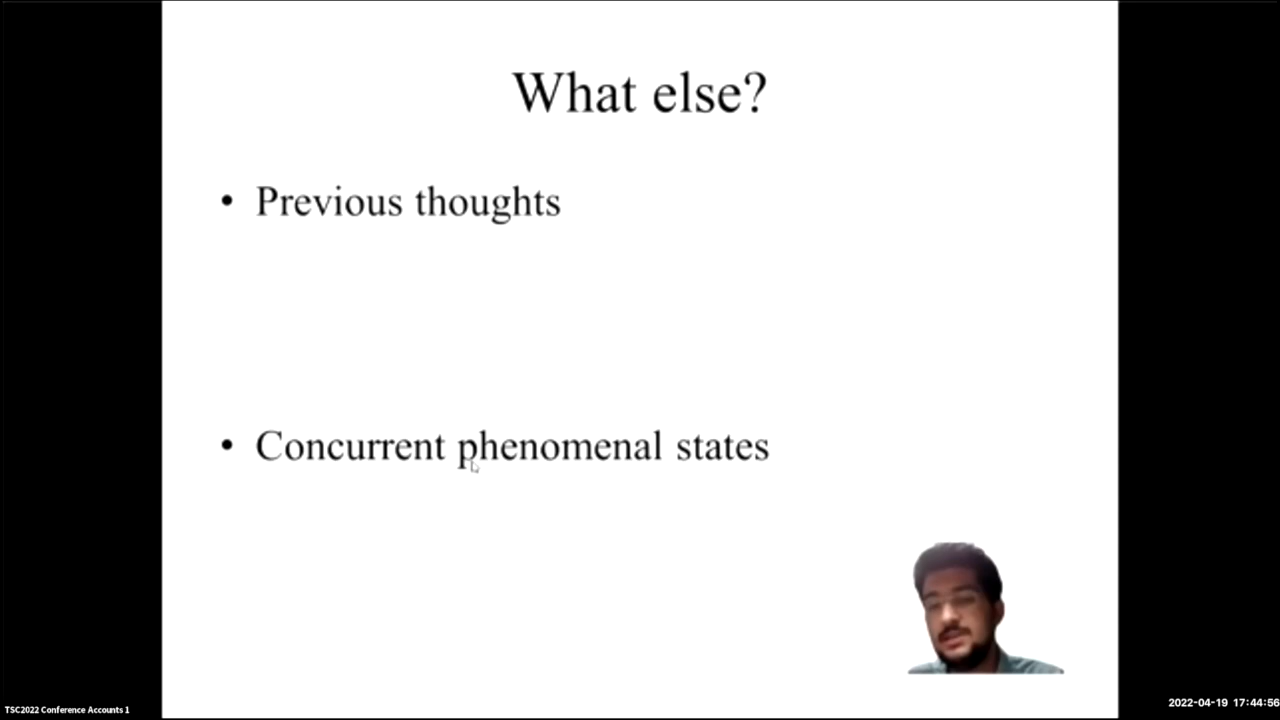 What else?
• Previous thoughts
• Concurrent phenomenal states
TSC2022 Conference Accounts 1
2022-04-19 17:44:56